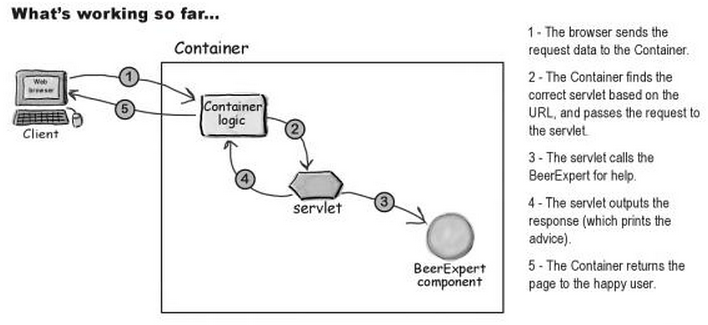 What's working so far...
Container
Web
browser
Client
1
5
Container
logic
2
4
servlet
3
BeerExpert
component
1 - The browser sends the
request data to the Container.
2 - The Container finds the
correct servlet based on the
URL, and passes the request to
the servlet.
3 - The servlet calls the
BeerExpert for help.
4 - The servlet outputs the
response (which prints the
advice).
5 - The Container returns the
page to the happy user.